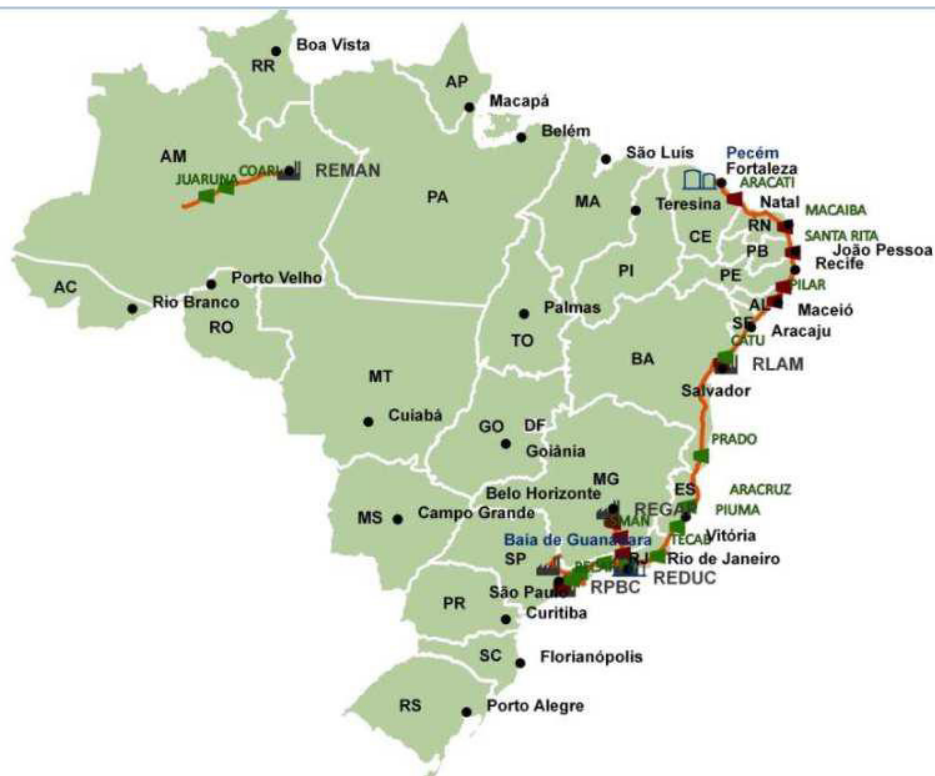 Boa Vista
RR
AP
Macapá
Belém
AM
São Luís
Pecém
COARI
REMAN
Fortaleza
JUARUNA
ARACATI
PA
MA
Teresina
Natal
MACAIBA
RN
CE
SANTA RITA
PB
João Pessoa
PI
PE
Recife
AC
Porto Velho
PILAR
Rio Branco
Palmas
AL
Maceió
RO
SE
Aracaju
TO
CATU
BA
RLAM
MT
Salvador
Cuiabá
GO
DF
PRADO
Goiânia
MG
ES
ARACRUZ
Belo Horizonte
REGAP
PIUMA
MS
Campo Grande
Vitória
Baia de Guanabara
TECAB
SP
RJ
Rio de Janeiro
REDUC
São Paulo
RPBC
PR
Curitiba
SC
Florianópolis
RS
Porto Alegre